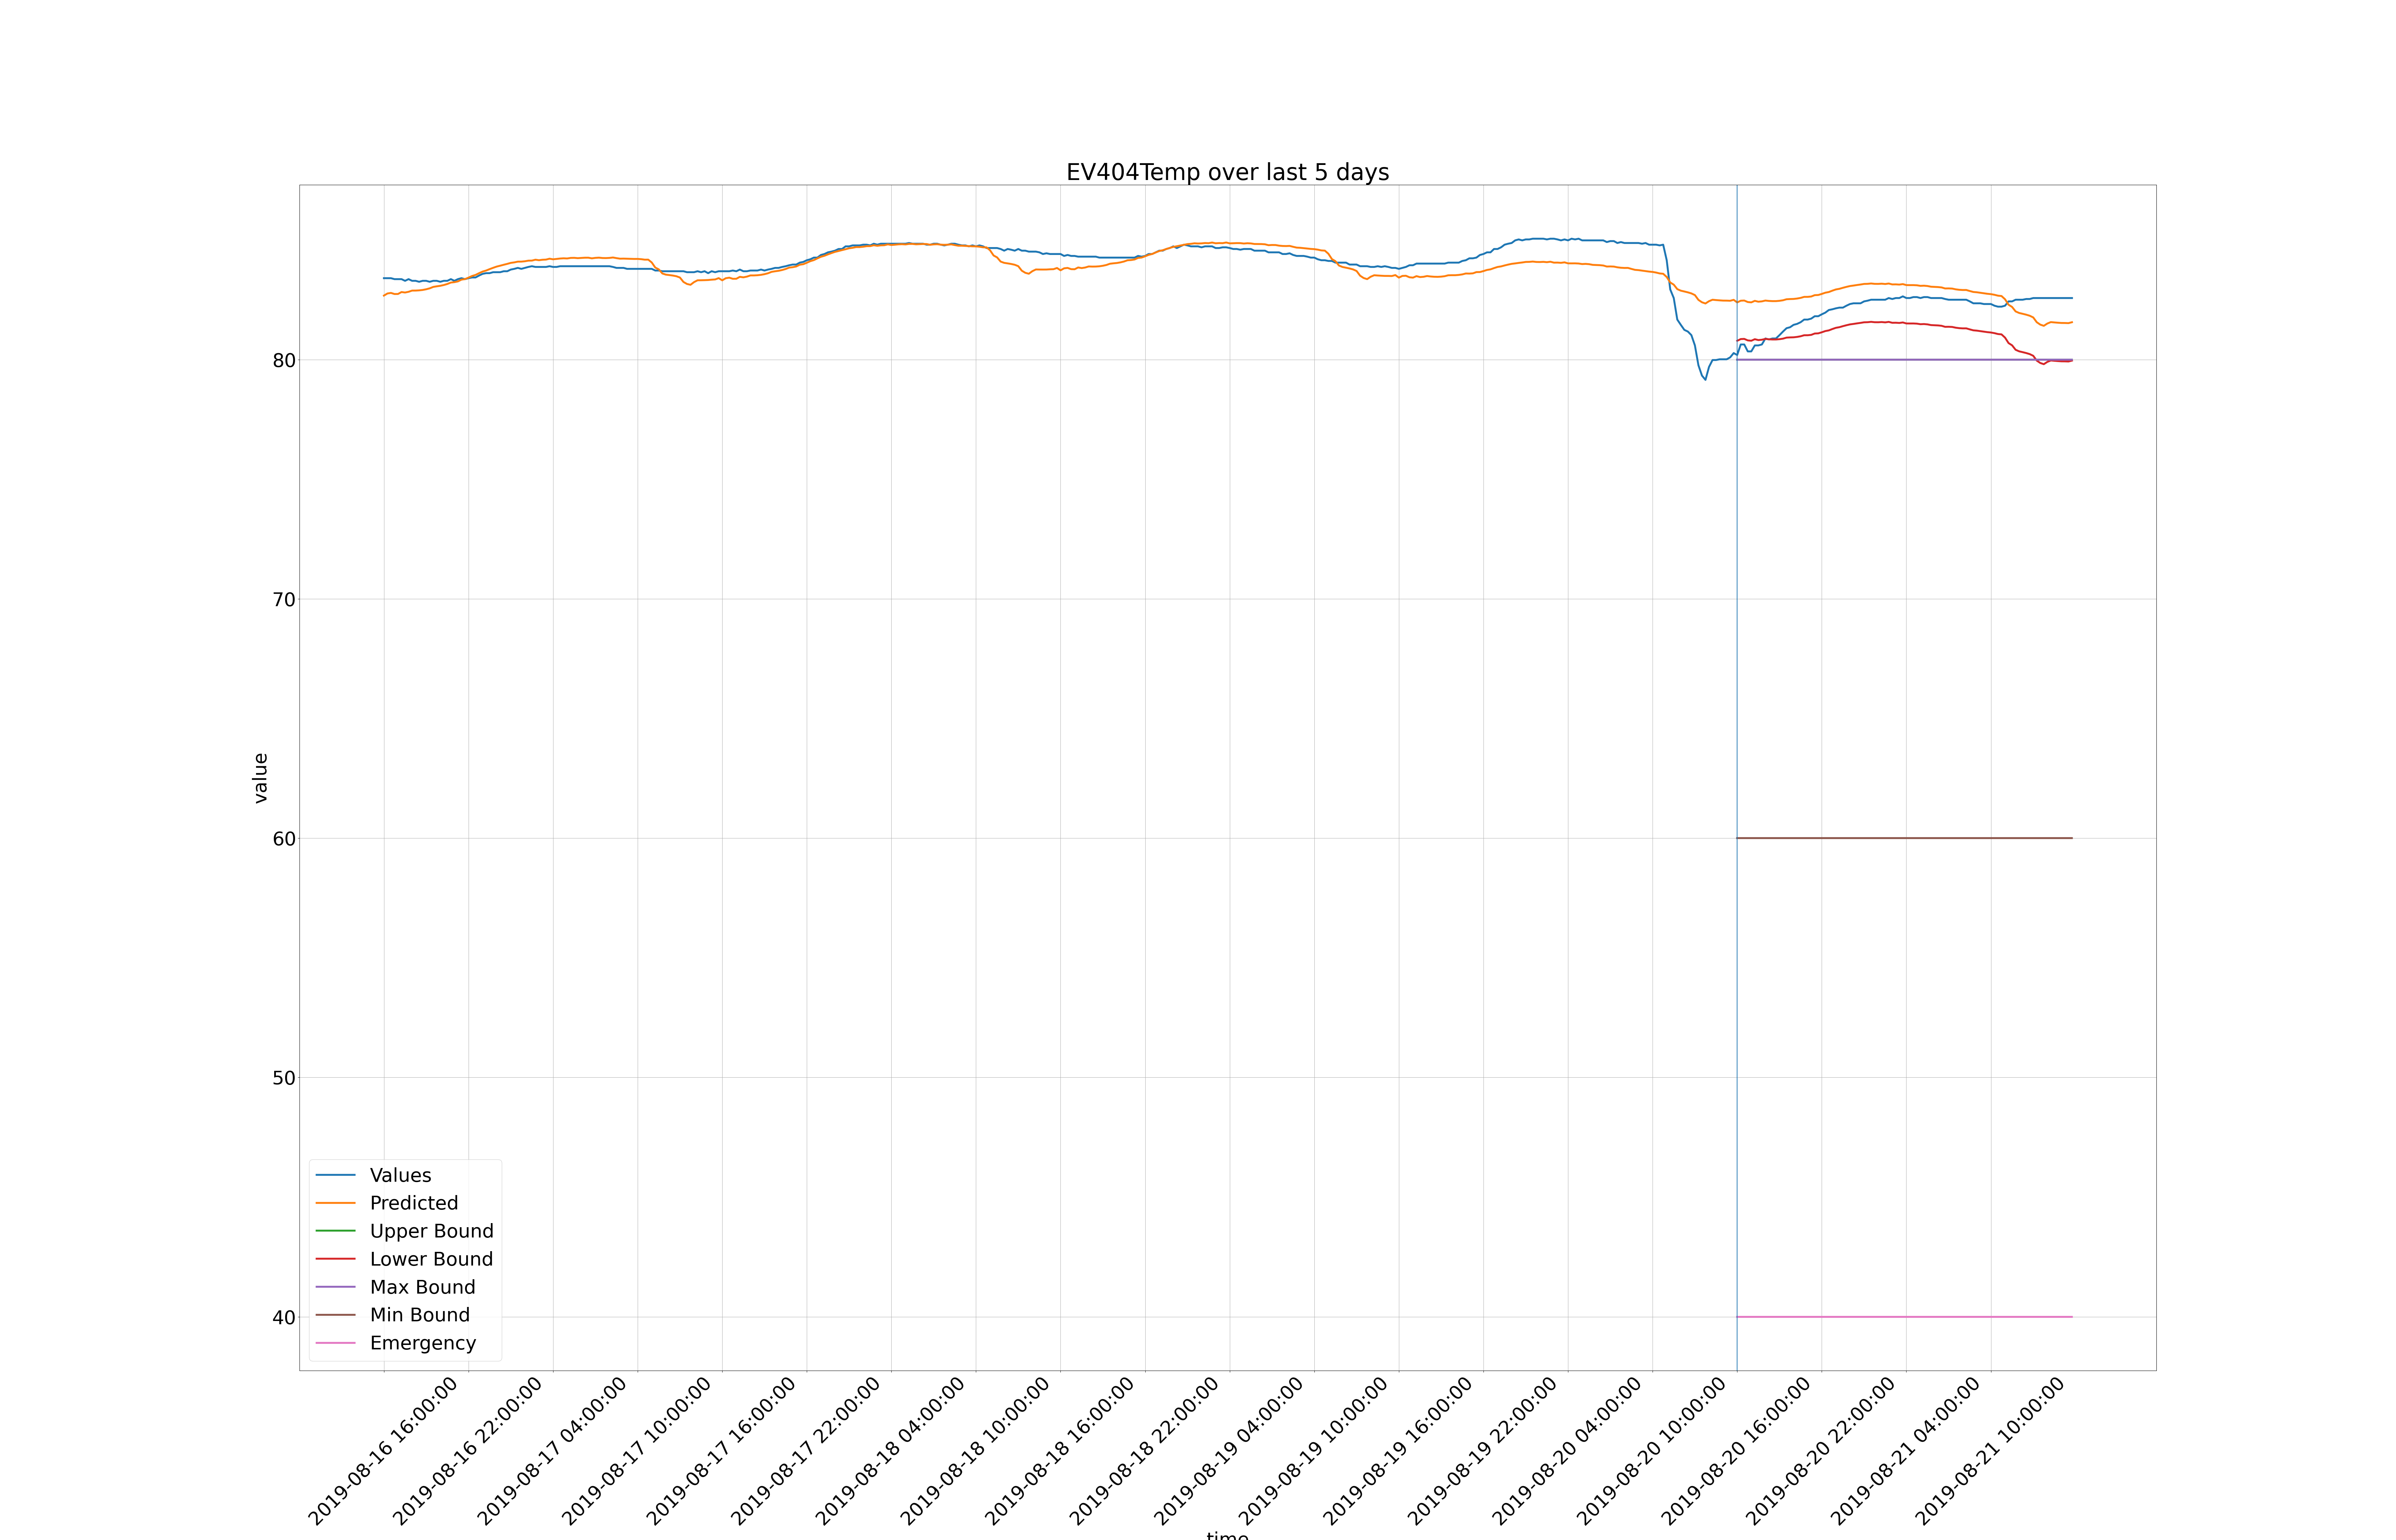 EV404Temp over last 5 days
value
80
70
60
50
40
Values
Predicted
Upper Bound
Lower Bound
Max Bound
Min Bound
Emergency
2019-08-16 16:00:00
2019-08-16 22:00:00
2019-08-17 04:00:00
2019-08-17 10:00:00
2019-08-17 16:00:00
2019-08-17 22:00:00
2019-08-18 04:00:00
2019-08-18 10:00:00
2019-08-18 16:00:00
2019-08-18 22:00:00
2019-08-19 04:00:00
2019-08-19 10:00:00
2019-08-19 16:00:00
2019-08-19 22:00:00
2019-08-20 04:00:00
2019-08-20 10:00:00
2019-08-20 16:00:00
2019-08-20 22:00:00
2019-08-21 04:00:00
2019-08-21 10:00:00
time